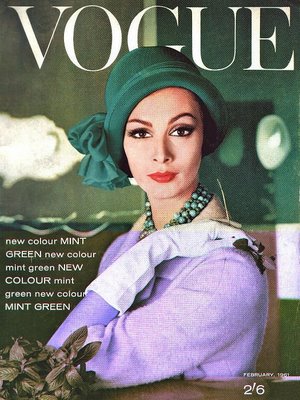 VOGUE
new colour MINT
GREEN new colour
mint green NEW
COLOUR mint
green new colour
MINT GREEN
FEBRUARY, 1961
2/6